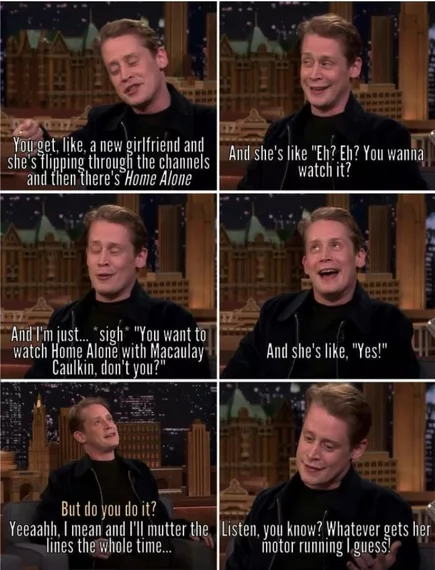 You get, like, a new girlfriend and
she's flipping through the channels
and then there's Home Alone
And she's like "Eh? Eh? You wanna
watch it?
And I'm just... *sigh* "You want to
watch Home Alone with Macaulay
Caulkin, don't you?"
And she's like, "Yes!"
But do you do it?
Yeeaahh, I mean and I'll mutter the
lines the whole time...
Listen, you know? Whatever gets her
motor running I guess!